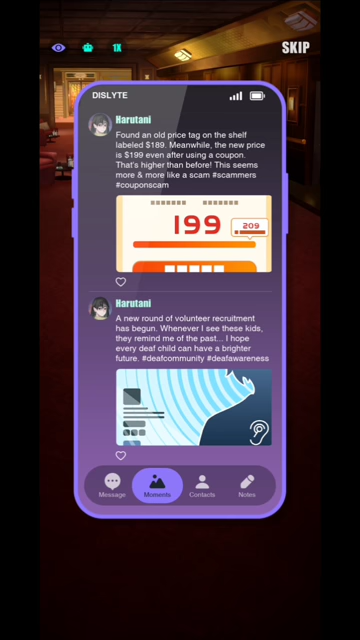 1X
SKIP
DISLYTE
Harutani
Found an old price tag on the shelf
labeled $189. Meanwhile, the new price
is $199 even after using a coupon.
That's higher than before! This seems
more & more like a scam #scammers
#couponscam
199
209
Harutani
A new round of volunteer recruitment
has begun. Whenever I see these kids,
they remind me of the past... I hope
every deaf child can have a brighter
future. #deafcommunity #deafawareness
Message
Moments
Contacts
Notes